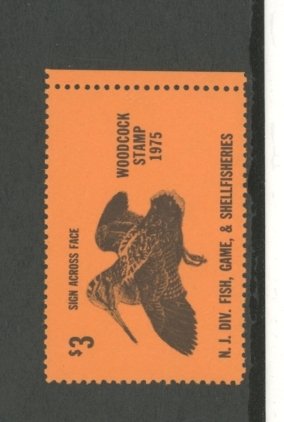 $3
SIGN ACROSS FACE
WOODCOCK
STAMP
1975
N. J. DIV. FISH, GAME, & SHELLFISHERIES